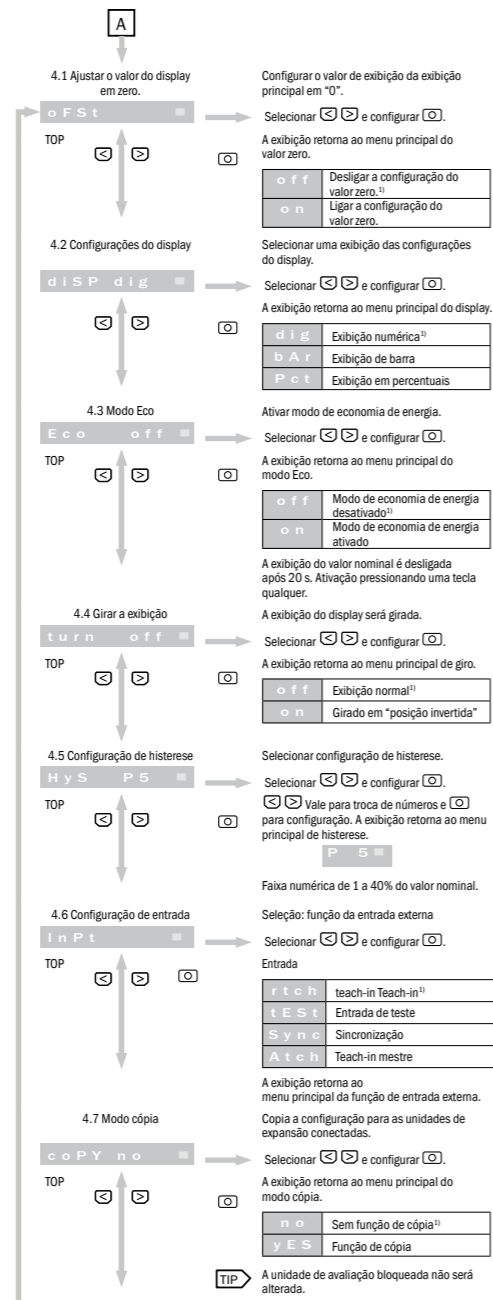 A
4.1 Ajustar o valor do display
em zero.
oFSt
TOP
Configurar o valor de exibição da exibição
principal em “0”.
Selecionar < > e configurar O.
A exibição retorna ao menu principal do
valor zero.
off Desligar a configuração do
valor zero.1)
on Ligar a configuração do
valor zero.
4.2 Configurações do display
diSP dig
Selecionar uma exibição das configurações
do display.
Selecionar < > e configurar O.
A exibição retorna ao menu principal do display.
dig Exibição numérica1)
bAr Exibição de barra
Pct Exibição em percentuais
4.3 Modo Eco
Eco off
TOP
Ativar modo de economia de energia.
Selecionar < > e configurar O.
A exibição retorna ao menu principal do
modo Eco.
off Modo de economia de energia
desativado1)
on Modo de economia de energia
ativado
A exibição do valor nominal é desligada
após 20 s. Ativação pressionando uma tecla
qualquer.
4.4 Girar a exibição
turn off
TOP
A exibição do display será girada.
Selecionar < > e configurar O.
A exibição retorna ao menu principal de giro.
off Exibição normal1)
on Girado em “posição invertida”
4.5 Configuração de histerese
HyS P5
TOP
Selecionar configuração de histerese.
Selecionar < > e configurar O.
< > Vale para troca de números e O
para configuração. A exibição retorna ao menu
principal de histerese.
P 5
Faixa numérica de 1 a 40% do valor nominal.
4.6 Configuração de entrada
InPt
TOP
Seleção: função da entrada externa
Selecionar < > e configurar O.
Entrada
rtch teach-in Teach-in1)
tESt Entrada de teste
Sync Sincronização
Atch Teach-in mestre
A exibição retorna ao
menu principal da função de entrada externa.
4.7 Modo cópia
coPY no
TOP
Copia a configuração para as unidades de
expansão conectadas.
Selecionar < > e configurar O.
A exibição retorna ao menu principal do
modo cópia.
no Sem função de cópia1)
yES Função de cópia
TIP A unidade de avaliação bloqueada não será
alterada.